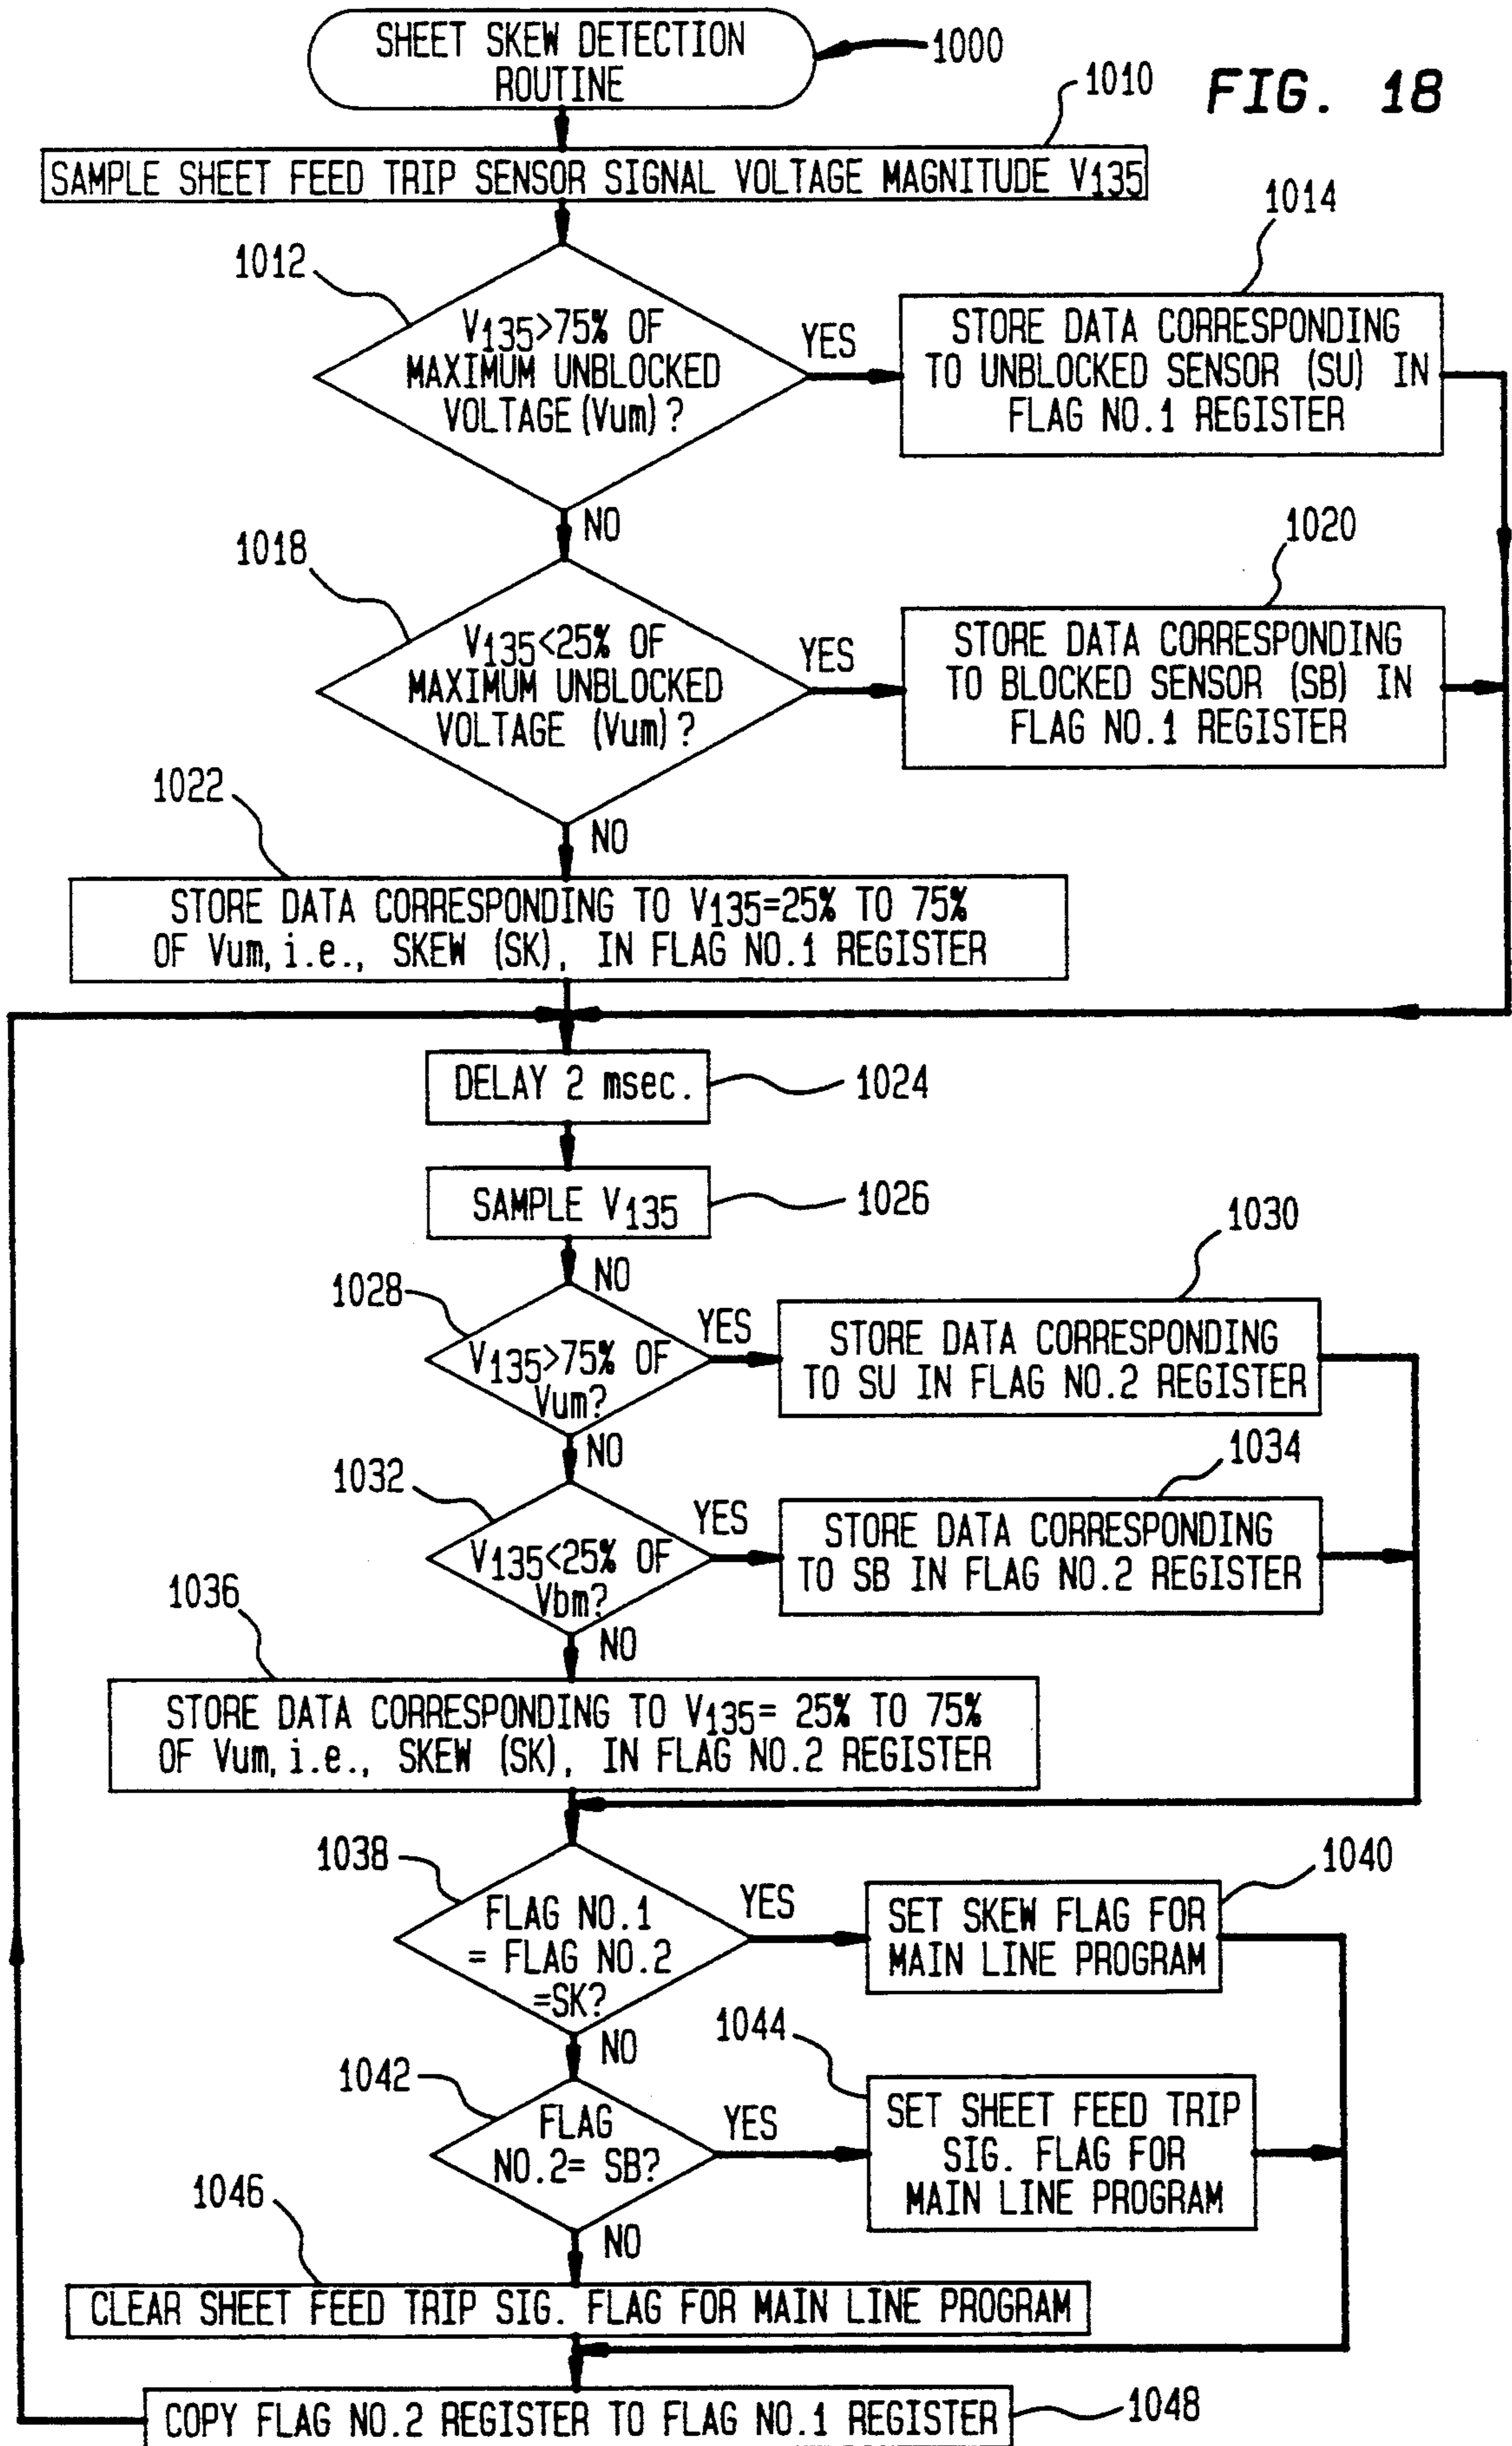 SHEET SKEW DETECTION
ROUTINE
1000
FIG. 18
1010
SAMPLE SHEET FEED TRIP SENSOR SIGNAL VOLTAGE MAGNITUDE V135
1012
V135>75% OF
MAXIMUM UNBLOCKED
VOLTAGE (Vum)?
YES
1014
STORE DATA CORRESPONDING
TO UNBLOCKED SENSOR (SU) IN
FLAG NO.1 REGISTER
NO
1018
V135<25% OF
MAXIMUM UNBLOCKED
VOLTAGE (Vum)?
YES
1020
STORE DATA CORRESPONDING
TO BLOCKED SENSOR (SB) IN
FLAG NO.1 REGISTER
NO
1022
STORE DATA CORRESPONDING TO V135=25% TO 75%
OF Vum, i.e., SKEW (SK), IN FLAG NO.1 REGISTER
DELAY 2 msec.
1024
SAMPLE V135
1026
NO
1028
V135>75% OF
Vum?
YES
1030
STORE DATA CORRESPONDING
TO SU IN FLAG NO.2 REGISTER
NO
1032
V135<25% OF
Vbm?
YES
1034
STORE DATA CORRESPONDING
TO SB IN FLAG NO.2 REGISTER
NO
1036
STORE DATA CORRESPONDING TO V135= 25% TO 75%
OF Vum, i.e., SKEW (SK), IN FLAG NO.2 REGISTER
1038
FLAG NO.1
= FLAG NO.2
=SK?
YES
1040
SET SKEW FLAG FOR
MAIN LINE PROGRAM
NO
1042
FLAG
NO.2= SB?
YES
1044
SET SHEET FEED TRIP
SIG. FLAG FOR
MAIN LINE PROGRAM
NO
1046
CLEAR SHEET FEED TRIP SIG. FLAG FOR MAIN LINE PROGRAM
COPY FLAG NO.2 REGISTER TO FLAG NO.1 REGISTER
1048